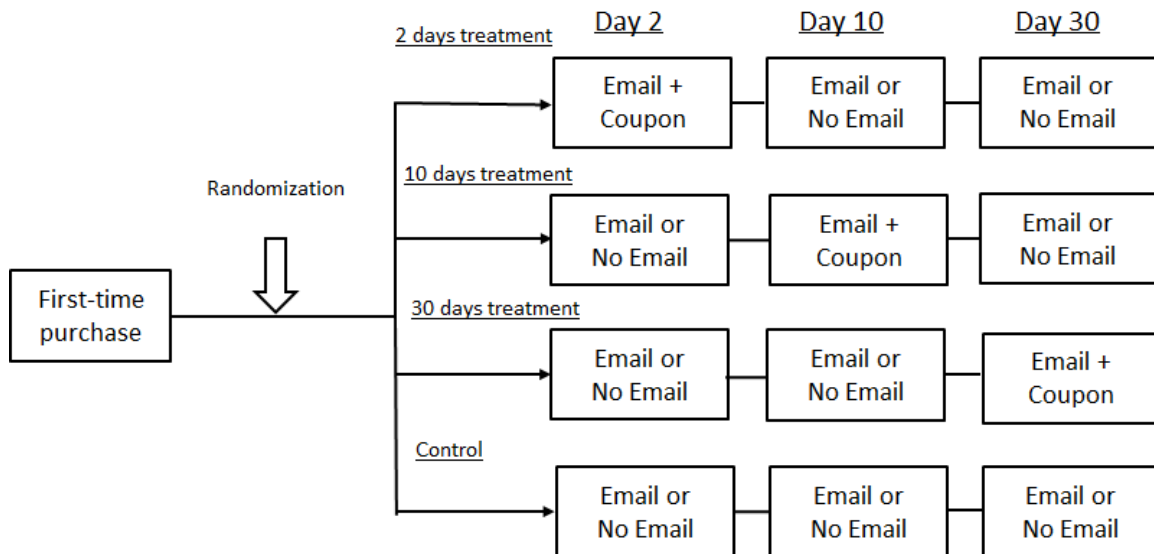 2 days treatment
Day 2
Day 10
Day 30
Email +
Coupon
Email or
No Email
Email or
No Email
Randomization
10 days treatment
Email or
No Email
Email +
Coupon
Email or
No Email
First-time
purchase
30 days treatment
Email or
No Email
Email or
No Email
Email +
Coupon
Control
Email or
No Email
Email or
No Email
Email or
No Email